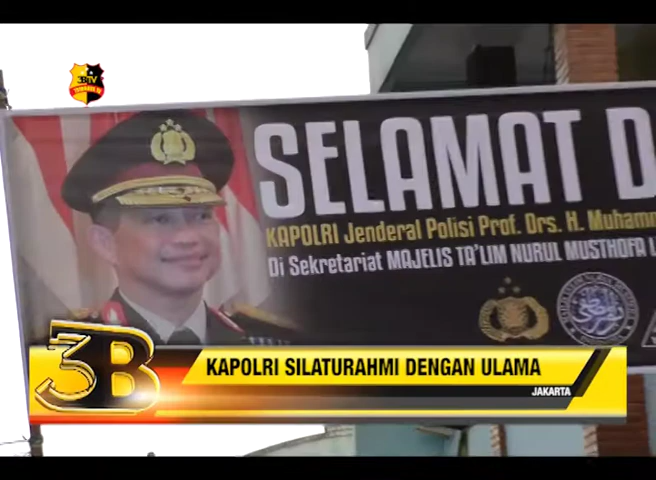 3BTV
SELAMAT D
KAPOLRI Jenderal Polisi Prof. Drs. H. Muhamm
Di Sekretariat MAJELIS TA'LIM NURUL MUSTHOFA
3B
KAPOLRI SILATURAHMI DENGAN ULAMA
JAKARTA